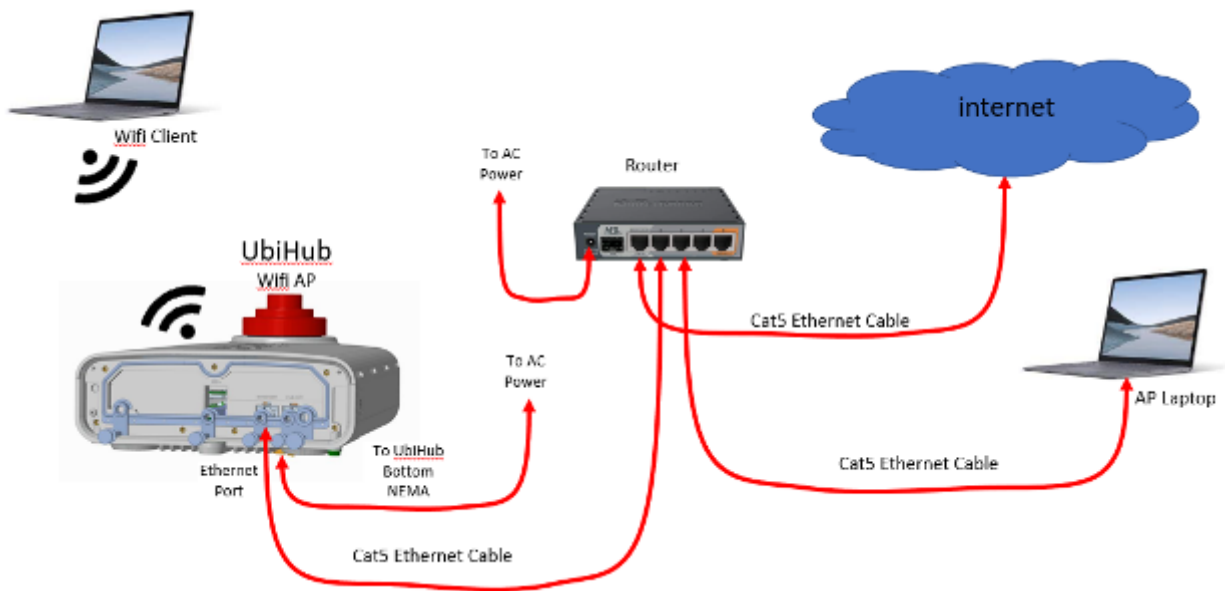 Wifi Client
UbiHub
Wifi AP
To AC
Power
Router
internet
Cat5 Ethernet Cable
To AC
Power
AP Laptop
To UbiHub
Bottom
NEMA
Ethernet
Port
Cat5 Ethernet Cable
Cat5 Ethernet Cable